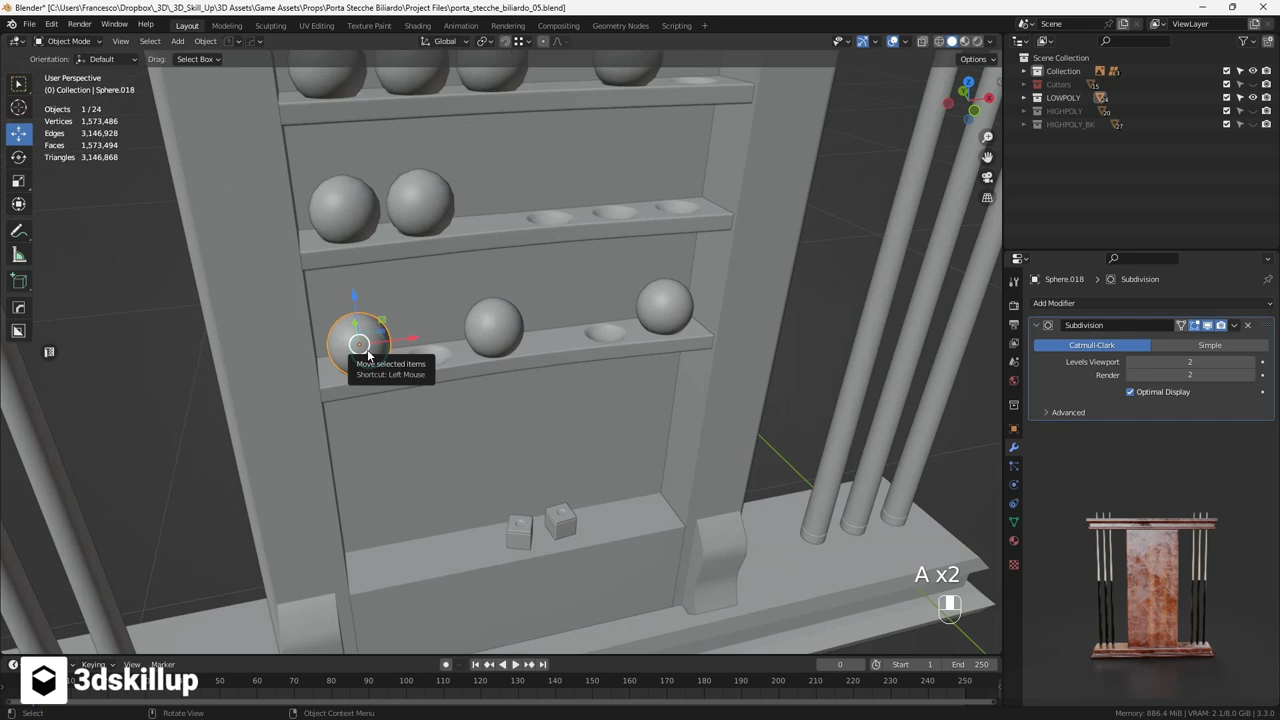 Blender* [C:\Users\Francesco\Dropbox\_3D\_3D_Skill_Up\3D Assets\Game Assets\Props\Porta Stecche Biliardo\Project Files\porta_stecche_biliardo_05.blend]
File Edit Render Window Help Layout Modeling Sculpting UV Editing Texture Paint Shading Animation Rendering Compositing Geometry Nodes Scripting + Scene ViewLayer
Object Mode View Select Add Object Global
Orientation: Default Drag: Select Box Options
User Perspective
(0) Collection | Sphere.018
Objects 1 / 24
Vertices 1,573,486
Edges 3,146,928
Faces 1,573,494
Triangles 3,146,868
Z
X
Y
Scene Collection
Collection
Cutters 15
LOWPOLY
HIGHPOLY 20
HIGHPOLY_BK 27
Sphere.018 > Subdivision
Add Modifier
Subdivision
Catmull-Clark Simple
Levels Viewport 2
Render 2
Optimal Display
Advanced
Move selected items
Shortcut: Left Mouse
A x2
Keying View Marker
0 Start 1 End 250
10 60 70 80 90 100 110 120 130 140 150 160 170 180 190 200 210 220 230 240 250
3dskillup
Select Rotate View Object Context Menu
Memory: 886.4 MiB | VRAM: 2.1/8.0 GiB | 3.3.0